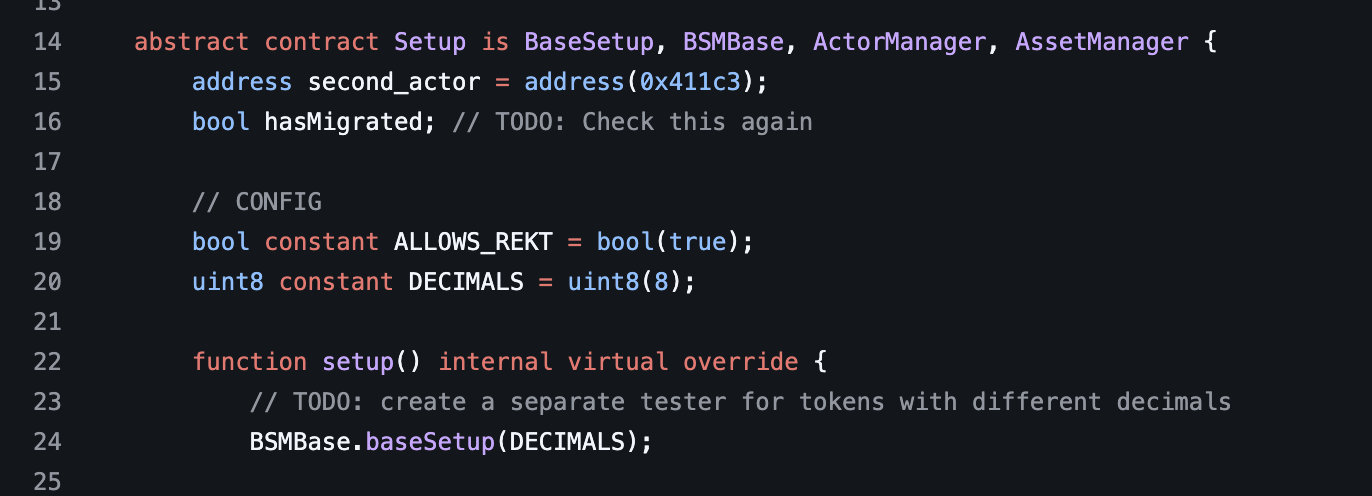 13
14 abstract contract Setup is BaseSetup, BSMBase, ActorManager, AssetManager {
15 address second_actor = address(0x411c3);
16 bool hasMigrated; // TODO: Check this again
17
18 // CONFIG
19 bool constant ALLOWS_REKT = bool(true);
20 uint8 constant DECIMALS = uint8(8);
21
22 function setup() internal virtual override {
23 // TODO: create a separate tester for tokens with different decimals
24 BSMBase.baseSetup(DECIMALS);
25